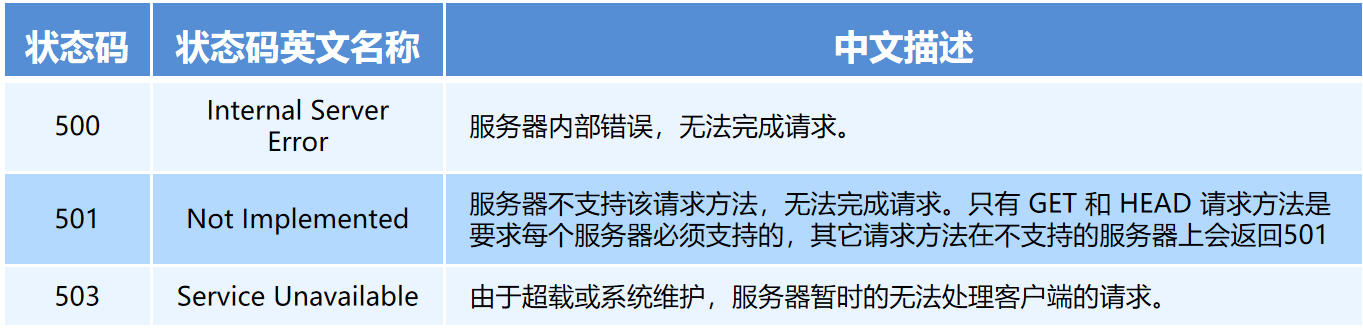 状态码 状态码英文名称 中文描述
500 Internal Server Error 服务器内部错误，无法完成请求。
501 Not Implemented 服务器不支持该请求方法，无法完成请求。只有 GET 和 HEAD 请求方法是
要求每个服务器必须支持的，其它请求方法在不支持的服务器上会返回501
503 Service Unavailable 由于超载或系统维护，服务器暂时的无法处理客户端的请求。